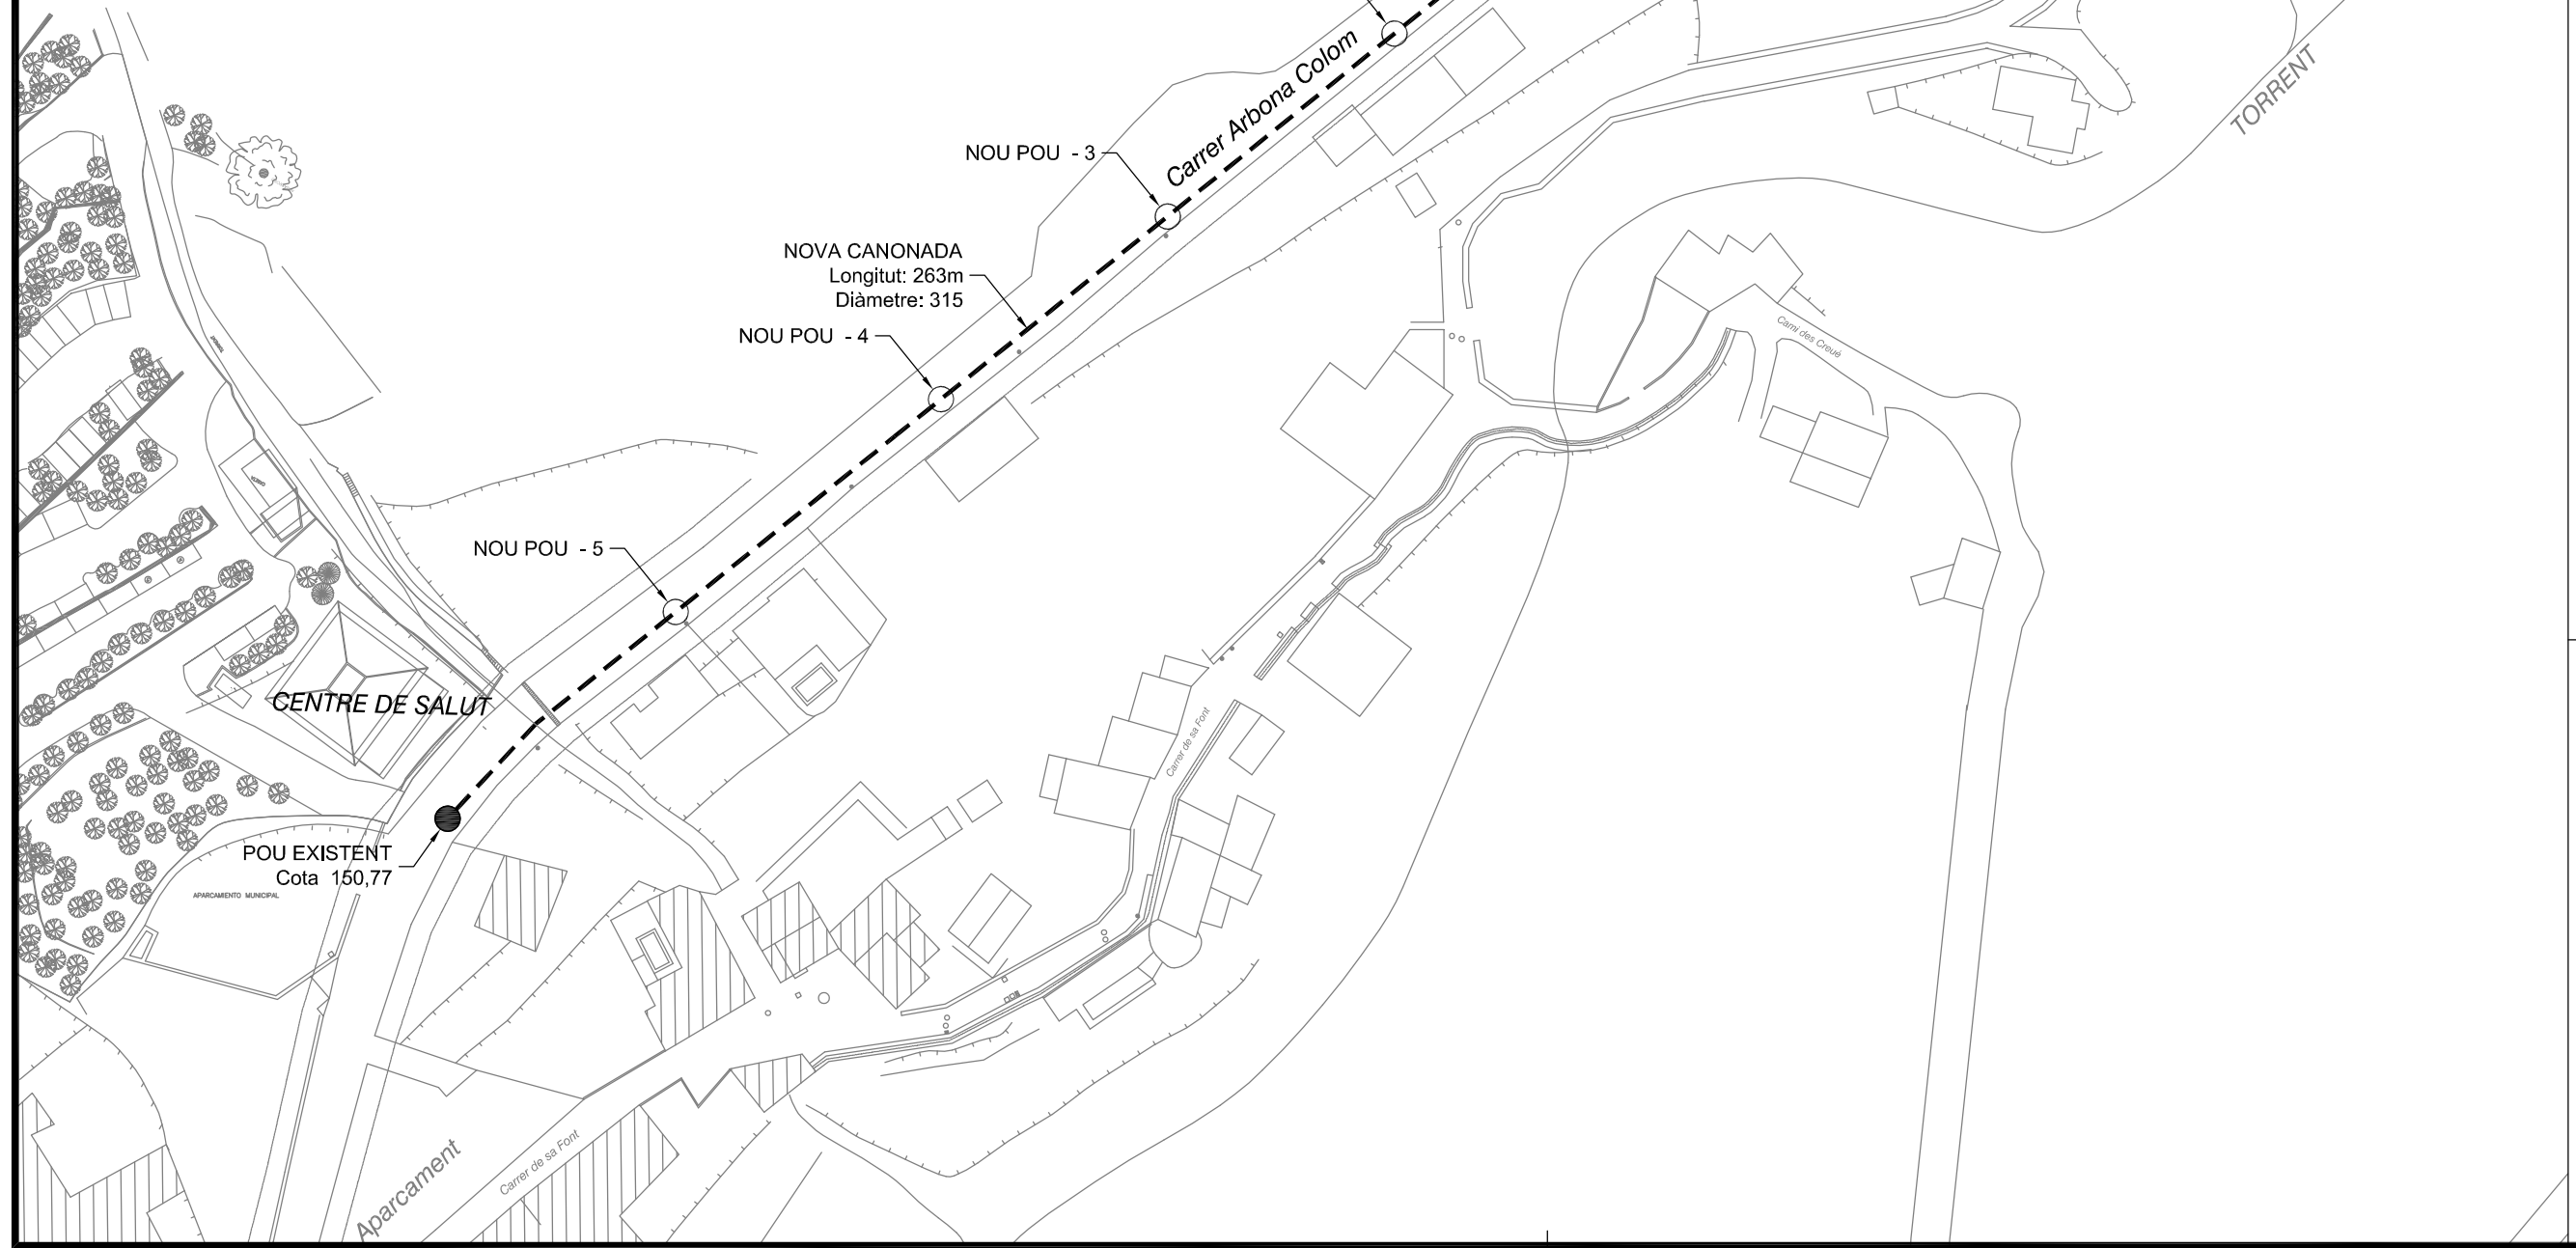 Carrer Arbona Colom
TORRENT
NOU POU - 3
NOVA CANONADA
Longitut: 263m
Diàmetre: 315
NOU POU - 4
Cami des Creuè
NOU POU - 5
CENTRE DE SALUT
Carrer de sa Font
POU EXISTENT
Cota 150,77
APARCAMIENTO MUNICIPAL
Aparcament
Carrer de sa Font